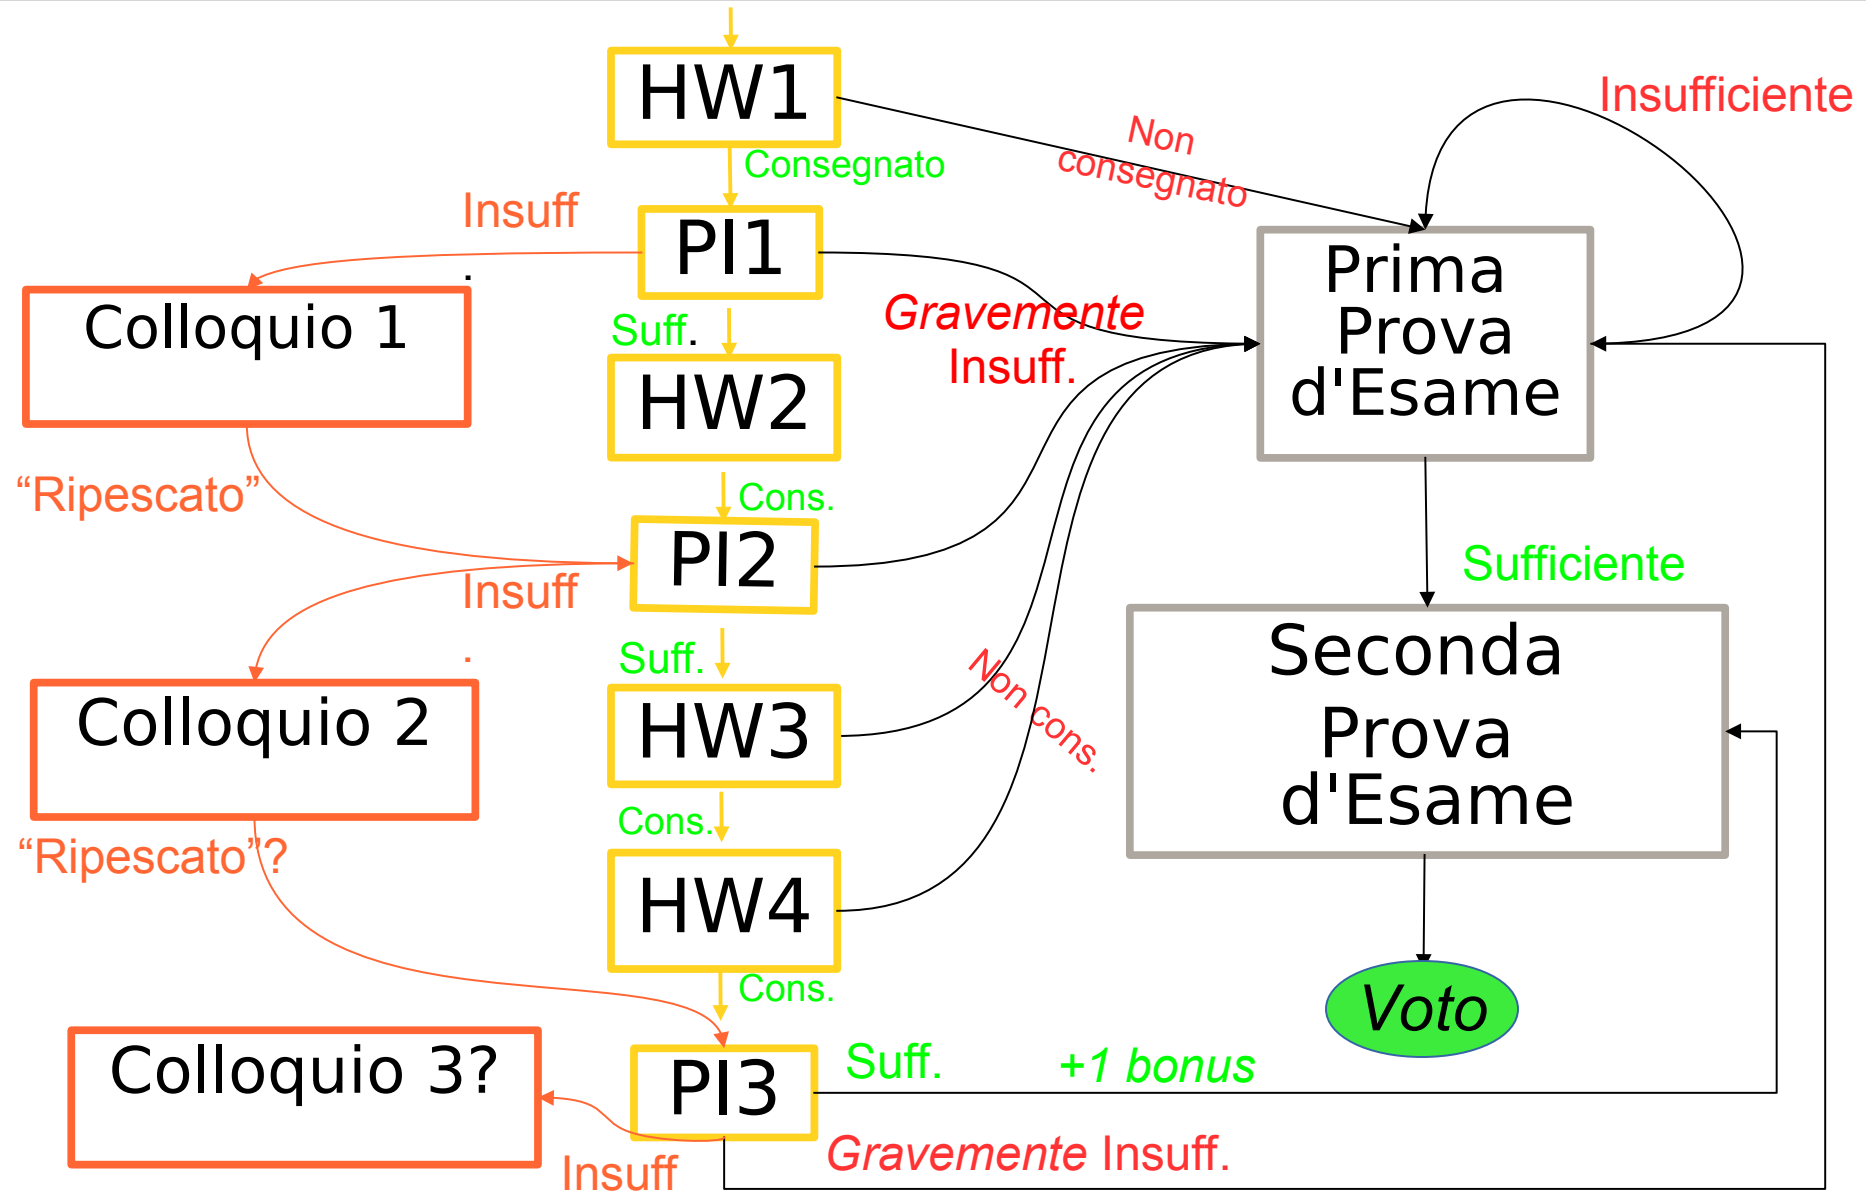 HW1
Insufficiente
Non
consegnato
Consegnato
Insuff
.
PI1
Prima
Prova
d'Esame
Colloquio 1
Suff.
Gravemente
Insuff.
HW2
“Ripescato”
Cons.
PI2
Insuff
.
Sufficiente
Suff.
Non cons.
Seconda
Prova
d'Esame
Colloquio 2
HW3
Cons.
“Ripescato”?
HW4
Cons.
Voto
Colloquio 3?
PI3
Suff.
+1 bonus
Gravemente Insuff.
Insuff